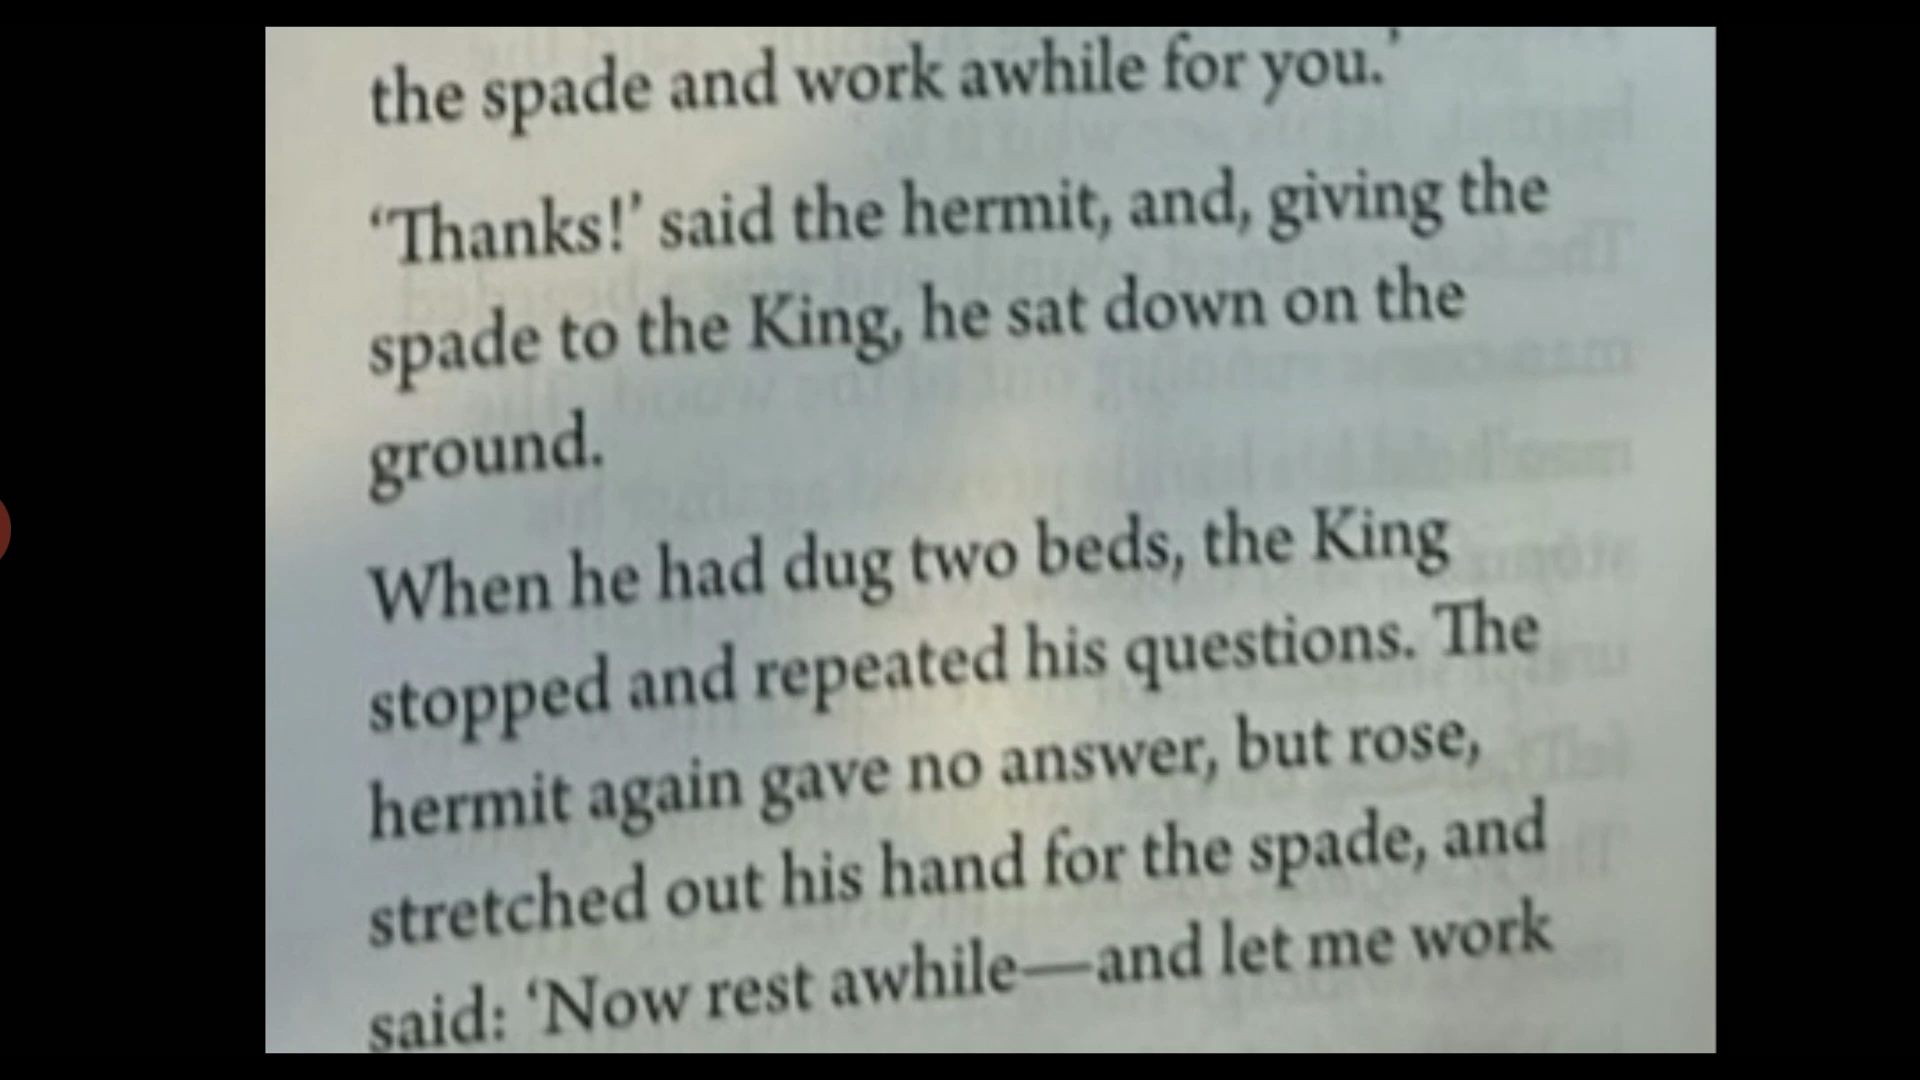 the spade and work awhile for you.’
‘Thanks!’ said the hermit, and, giving the
spade to the King, he sat down on the
ground.
When he had dug two beds, the King
stopped and repeated his questions. The
hermit again gave no answer, but rose,
stretched out his hand for the spade, and
said: ‘Now rest awhile—and let me work